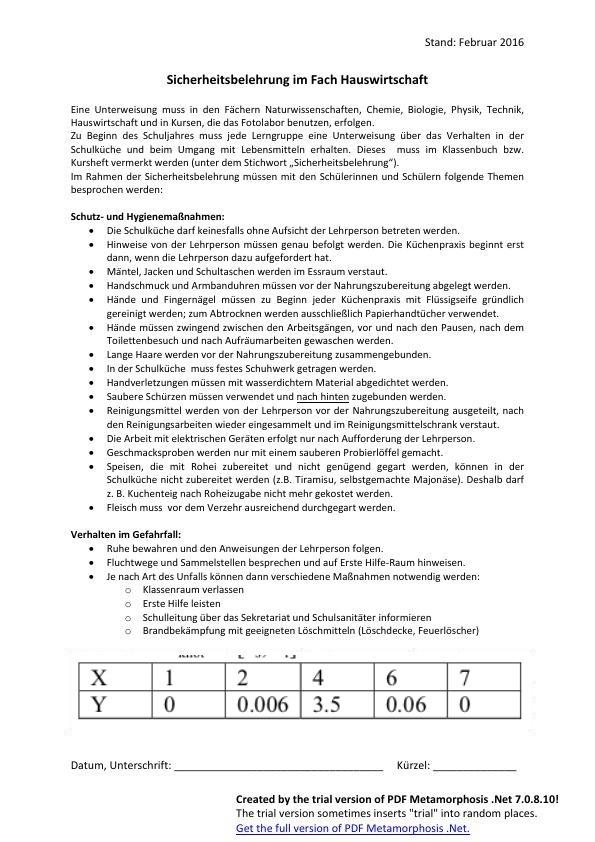 Stand: Februar 2016
Sicherheitsbelehrung im Fach Hauswirtschaft
Eine Unterweisung muss in den Fächern Naturwissenschaften, Chemie, Biologie, Physik, Technik,
Hauswirtschaft und in Kursen, die das Fotolabor benutzen, erfolgen.
Zu Beginn des Schuljahres muss jede Lerngruppe eine Unterweisung über das Verhalten in der
Schulküche und beim Umgang mit Lebensmitteln erhalten. Dieses muss im Klassenbuch bzw.
Kursheft vermerkt werden (unter dem Stichwort „Sicherheitsbelehrung“).
Im Rahmen der Sicherheitsbelehrung müssen mit den Schülerinnen und Schülern folgende Themen
besprochen werden:
Schutz- und Hygienemaßnahmen:
• Die Schulküche darf keinesfalls ohne Aufsicht der Lehrperson betreten werden.
• Hinweise von der Lehrperson müssen genau befolgt werden. Die Küchenpraxis beginnt erst
dann, wenn die Lehrperson dazu aufgefordert hat.
• Mäntel, Jacken und Schultaschen werden im Essraum verstaut.
• Handschmuck und Armbanduhren müssen vor der Nahrungszubereitung abgelegt werden.
• Hände und Fingernägel müssen zu Beginn jeder Küchenpraxis mit Flüssigseife gründlich
gereinigt werden; zum Abtrocknen werden ausschließlich Papierhandtücher verwendet.
• Hände müssen zwingend zwischen den Arbeitsgängen, vor und nach den Pausen, nach dem
Toilettenbesuch und nach Aufräumarbeiten gewaschen werden.
• Lange Haare werden vor der Nahrungszubereitung zusammengebunden.
• In der Schulküche muss festes Schuhwerk getragen werden.
• Handverletzungen müssen mit wasserdichtem Material abgedichtet werden.
• Saubere Schürzen müssen verwendet und nach hinten zugebunden werden.
• Reinigungsmittel werden von der Lehrperson vor der Nahrungszubereitung ausgeteilt, nach
den Reinigungsarbeiten wieder eingesammelt und im Reinigungsmittelschrank verstaut.
• Die Arbeit mit elektrischen Geräten erfolgt nur nach Aufforderung der Lehrperson.
• Geschmacksproben werden nur mit einem sauberen Probierlöffel gemacht.
• Speisen, die mit Rohei zubereitet und nicht genügend gegart werden, können in der
Schulküche nicht zubereitet werden (z.B. Tiramisu, selbstgemachte Majonäse). Deshalb darf
z. B. Kuchenteig nach Roheizugabe nicht mehr gekostet werden.
• Fleisch muss vor dem Verzehr ausreichend durchgegart werden.
Verhalten im Gefahrfall:
• Ruhe bewahren und den Anweisungen der Lehrperson folgen.
• Fluchtwege und Sammelstellen besprechen und auf Erste Hilfe-Raum hinweisen.
• Je nach Art des Unfalls können dann verschiedene Maßnahmen notwendig werden:
o Klassenraum verlassen
o Erste Hilfe leisten
o Schulleitung über das Sekretariat und Schulsanitäter informieren
o Brandbekämpfung mit geeigneten Löschmitteln (Löschdecke, Feuerlöscher)
X 1 2 4 6 7
Y 0 0.006 3.5 0.06 0
Datum, Unterschrift: ___________________________________ Kürzel: ______________
Created by the trial version of PDF Metamorphosis .Net 7.0.8.10!
The trial version sometimes inserts "trial" into random places.
Get the full version of PDF Metamorphosis .Net.